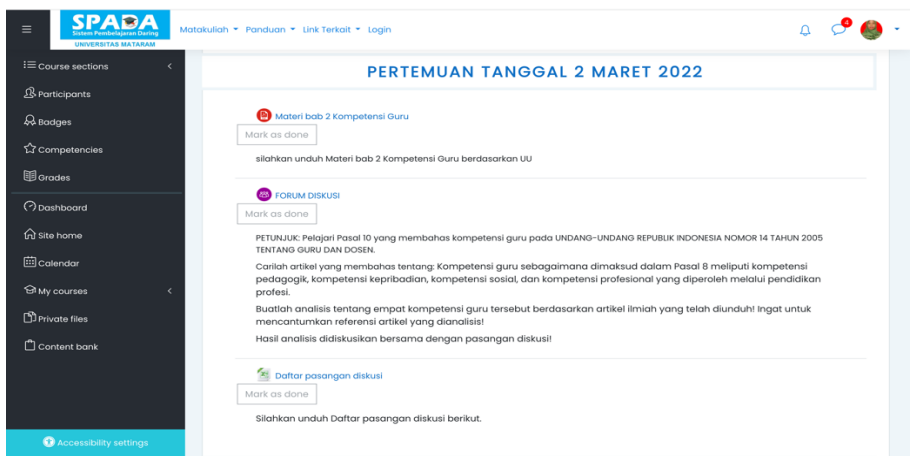 SPADA
Sistem Pembelajaran Daring
UNIVERSITAS MATARAM
Matakuliah Panduan Link Terkait Login
4
Course sections
Participants
Badges
Competencies
Grades
Dashboard
Site home
Calendar
My courses
Private files
Content bank
Accessibility settings
PERTEMUAN TANGGAL 2 MARET 2022
Materi bab 2 Kompetensi Guru
Mark as done
silahkan unduh Materi bab 2 Kompetensi Guru berdasarkan UU
FORUM DISKUSI
Mark as done
PETUNJUK: Pelajari Pasal 10 yang membahas kompetensi guru pada UNDANG-UNDANG REPUBLIK INDONESIA NOMOR 14 TAHUN 2005
TENTANG GURU DAN DOSEN.
Carilah artikel yang membahas tentang: Kompetensi guru sebagaimana dimaksud dalam Pasal 8 meliputi kompetensi
pedagogik, kompetensi kepribadian, kompetensi sosial, dan kompetensi profesional yang diperoleh melalui pendidikan
profesi.
Buatlah analisis tentang empat kompetensi guru tersebut berdasarkan artikel ilmiah yang telah diunduh! Ingat untuk
mencantumkan referensi artikel yang dianalisis!
Hasil analisis didiskusikan bersama dengan pasangan diskusi!
Daftar pasangan diskusi
Mark as done
Silahkan unduh Daftar pasangan diskusi berikut.